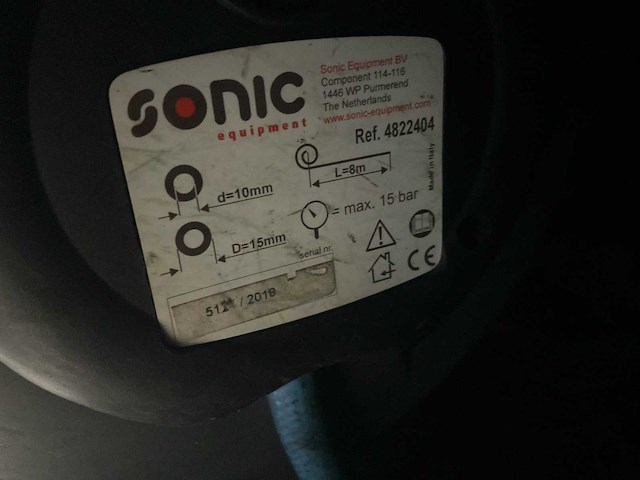 SONIC
equipment
Sonic Equipment BV
Component 114-116
1446 WP Purmerend
The Netherlands
www.sonic-equipment.com
Ref. 4822404
Made in Italy
L=8m
d=10mm
= max. 15 bar
D=15mm
serial nr.
/ 2018
CE